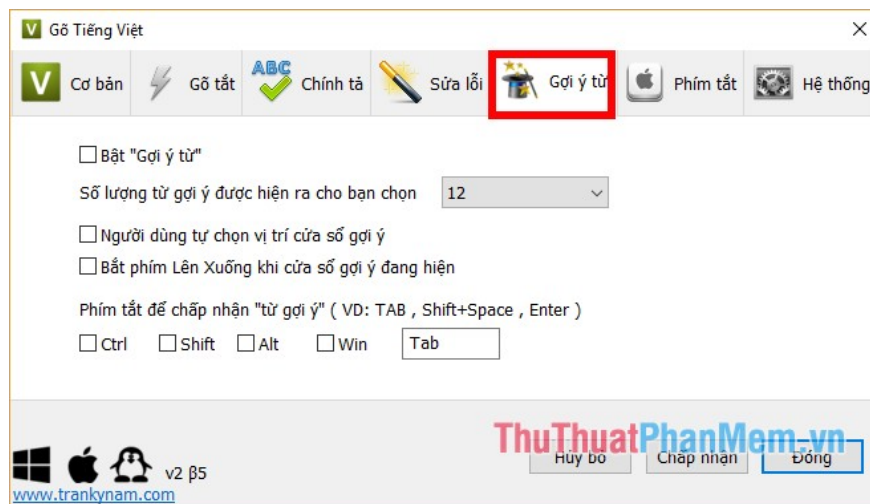 V Gõ Tiếng Việt
V Cơ bản Gõ tắt ABC Chính tả Sửa lỗi Gợi ý từ Phím tắt Hệ thống
Bật "Gợi ý từ"
Số lượng từ gợi ý được hiện ra cho bạn chọn 12
Người dùng tự chọn vị trí cửa sổ gợi ý
Bắt phím Lên Xuống khi cửa sổ gợi ý đang hiện
Phím tắt để chấp nhận "từ gợi ý" ( VD: TAB , Shift+Space , Enter )
Ctrl Shift Alt Win Tab
ThuThuatPhanMem.vn
Hủy bỏ Chấp nhận Đóng
v2 β5
www.trankynam.com